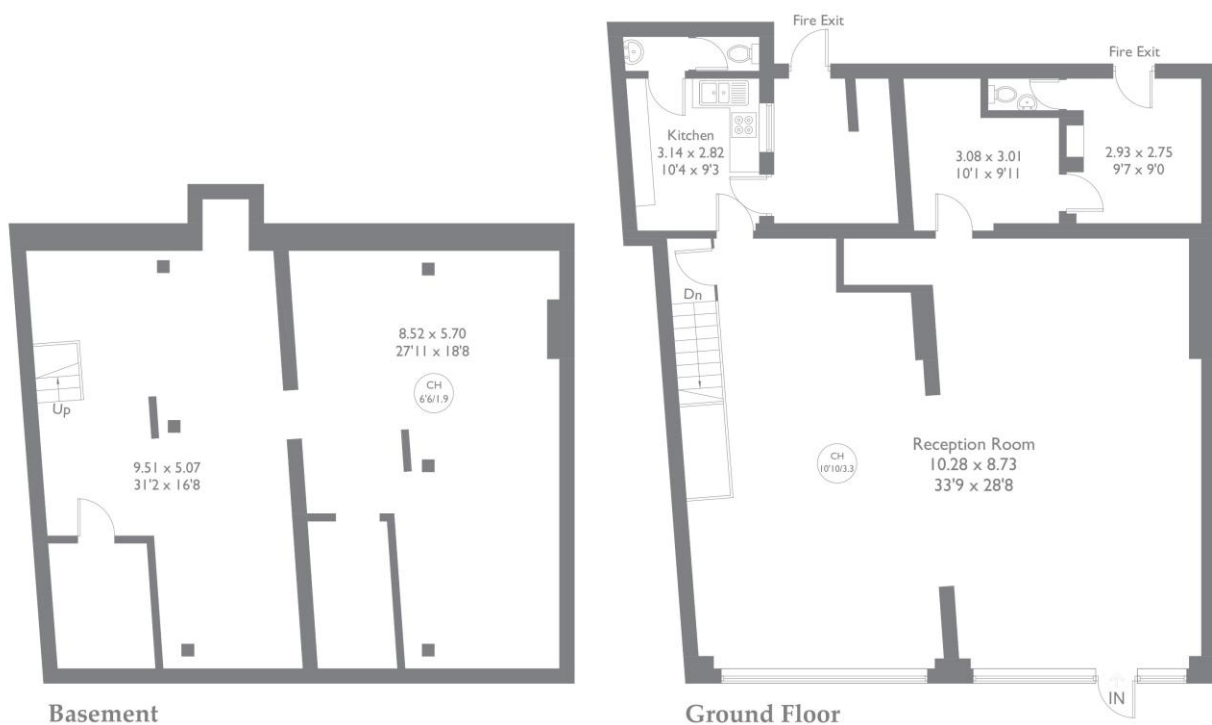 Fire Exit
Fire Exit
Kitchen
3.14 x 2.82
10'4 x 9'3
3.08 x 3.01
10'1 x 9'11
2.93 x 2.75
9'7 x 9'0
Dn
8.52 x 5.70
27'11 x 18'8
CH
6'6/1.9
Up
9.51 x 5.07
31'2 x 16'8
CH
10'10/3.3
Reception Room
10.28 x 8.73
33'9 x 28'8
IN
Basement
Ground Floor